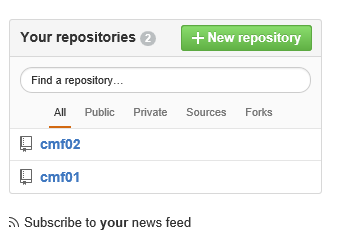 Your repositories 2
+ New repository
Find a repository…
All Public Private Sources Forks
cmf02
cmf01
Subscribe to your news feed